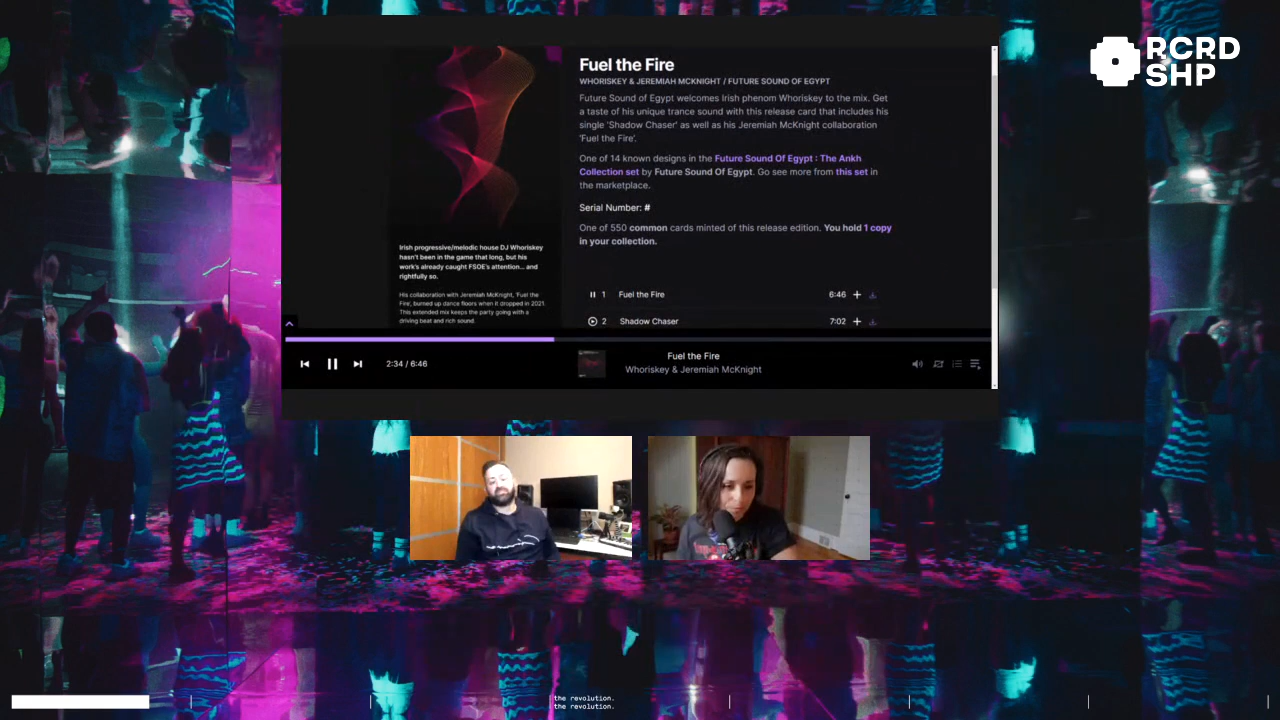 RCRD
SHP
Fuel the Fire
WHORISKEY & JEREMIAH MCKNIGHT / FUTURE SOUND OF EGYPT
Future Sound of Egypt welcomes Irish phenom Whoriskey to the mix. Get
a taste of his unique trance sound with this release card that includes his
single 'Shadow Chaser' as well as his Jeremiah McKnight collaboration
'Fuel the Fire'.
One of 14 known designs in the Future Sound Of Egypt : The Ankh
Collection set by Future Sound Of Egypt. Go see more from this set in
the marketplace.
Serial Number: #
One of 550 common cards minted of this release edition. You hold 1 copy
in your collection.
Irish progressive/melodic house DJ Whoriskey
hasn't been in the game that long, but his
work's already caught FSOE's attention... and
rightfully so.
His collaboration with Jeremiah McKnight, 'Fuel the
Fire', burned up dance floors when it dropped in 2021.
This extended mix keeps the party going with a
driving beat and rich sound.
1 Fuel the Fire 6:46 +
2 Shadow Chaser 7:02 +
2:34 / 6:46
Fuel the Fire
Whoriskey & Jeremiah McKnight
the revolution.
the revolution.